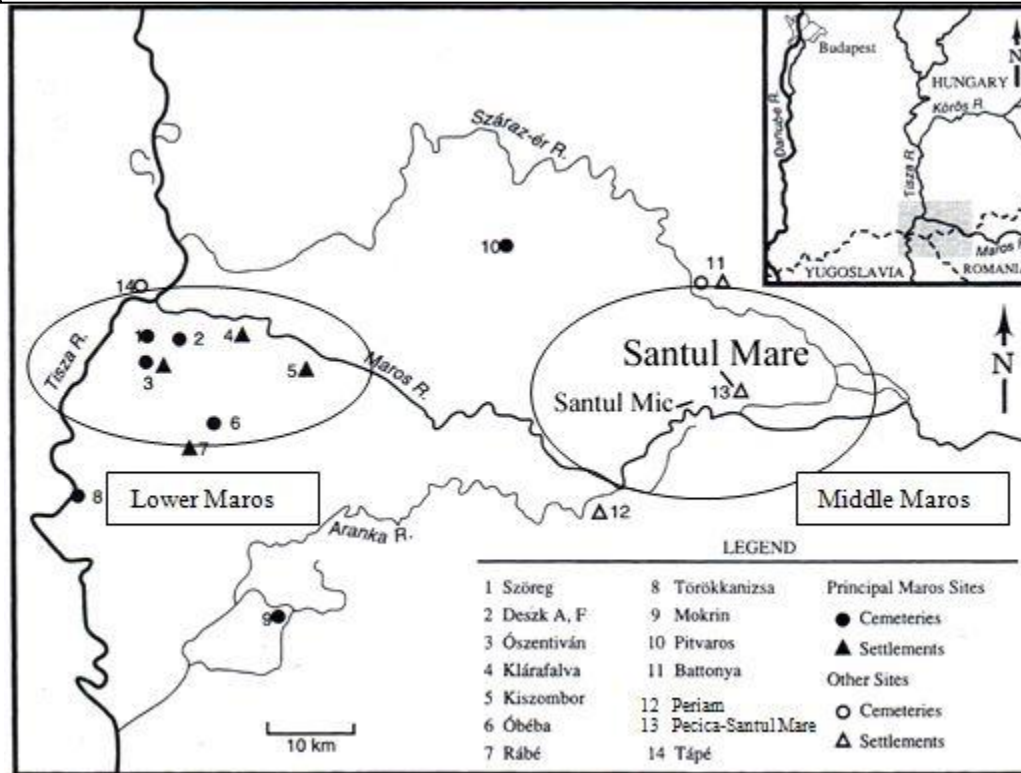 Budapest
N
HUNGARY
Körös R.
Danube R.
Tisza R.
Maros R.
YUGOSLAVIA
ROMANIA
Száraz-ér R.
10
11
14
1
2
4
3
5
6
7
8
9
12
13
Tisza R.
Maros R.
Santul Mare
Santul Mic
N
Lower Maros
Middle Maros
Aranka R.
10 km
LEGEND
1 Szöreg
2 Deszk A, F
3 Ószentiván
4 Klárafalva
5 Kiszombor
6 Óbéba
7 Rábé
8 Törökkanizsa
9 Mokrin
10 Pitvaros
11 Battonya
12 Periam
13 Pecica-Santul Mare
14 Tápé
Principal Maros Sites
Cemeteries
Settlements
Other Sites
Cemeteries
Settlements